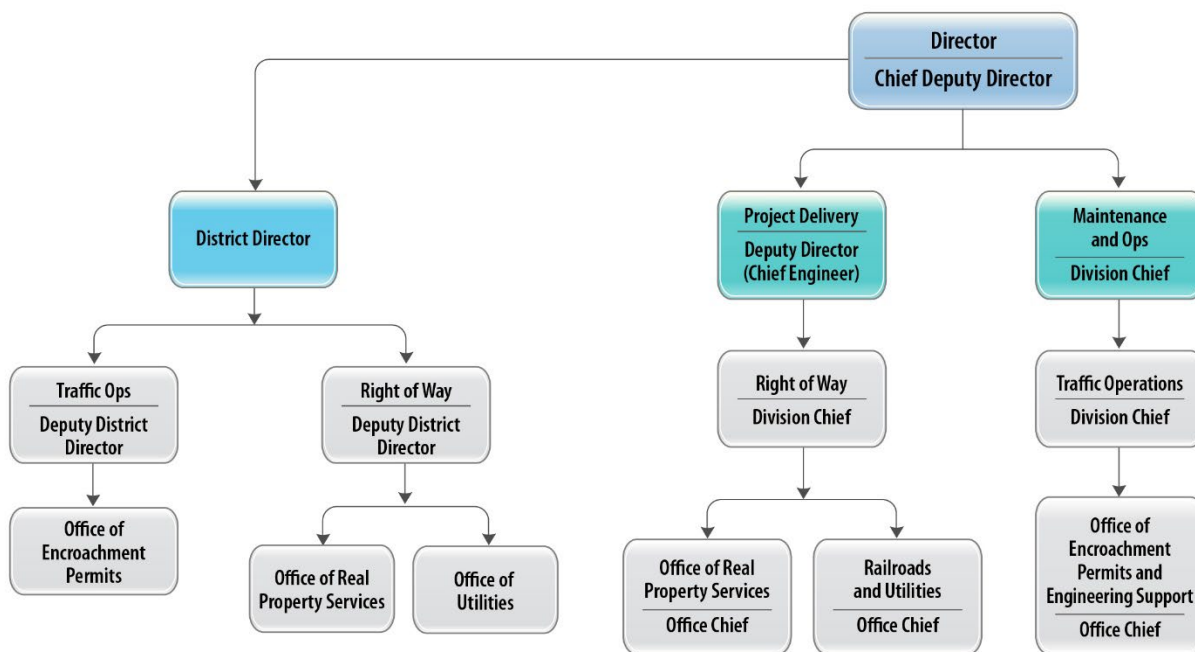 Director
Chief Deputy Director
District Director
Project Delivery
Deputy Director
(Chief Engineer)
Maintenance
and Ops
Division Chief
Traffic Ops
Deputy District
Director
Right of Way
Deputy District
Director
Right of Way
Division Chief
Traffic Operations
Division Chief
Office of
Encroachment
Permits
Office of Real
Property Services
Office of
Utilities
Office of Real
Property Services
Office Chief
Railroads
and Utilities
Office Chief
Office of
Encroachment
Permits and
Engineering Support
Office Chief